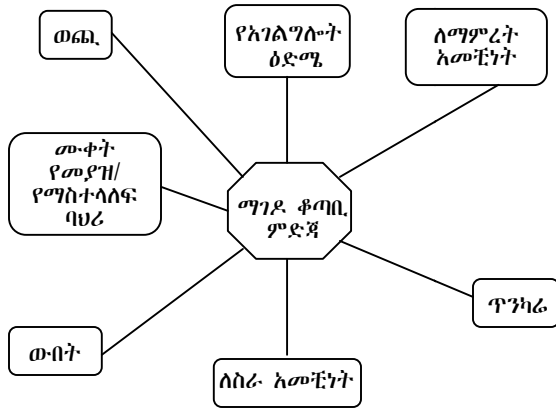 ወጪ
የአገልግሎት
ዕድሜ
ለማምረት
አመቺነት
ሙቀት
የመያዝ/
የማስተላለፍ
ባህሪ
ማገዶ ቆጣቢ
ምድጃ
ጥንካሬ
ውበት
ለስራ አመቺነት